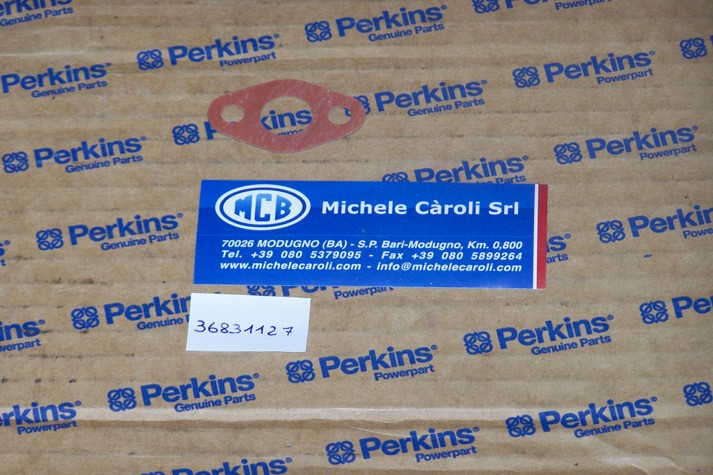 Perkins
Genuine Parts
Perkins
Powerpart
Perkins
Genuine Parts
Perkins
Powerpart
Perkins
Genuine Parts
Perkins
Powerpart
Perkins
Genuine Parts
MCB Michele Càroli Srl
70026 MODUGNO (BA) - S.P. Bari-Modugno, Km. 0,800
Tel. +39 080 5379095 - Fax +39 080 5899264
www.michelecaroli.com - info@michelecaroli.com
Perkins
Genuine Parts
Perkins
Genuine Parts
36831127
Perkins
Genuine Parts
Perkins
Powerpart
Perkins
Genuine Parts
Perkins
Powerpart
Perkins
Genuine Parts
Perkins
Powerpart
Perkins
Genuine Parts
Perkins
Powerpart
Perkins
Genuine Parts